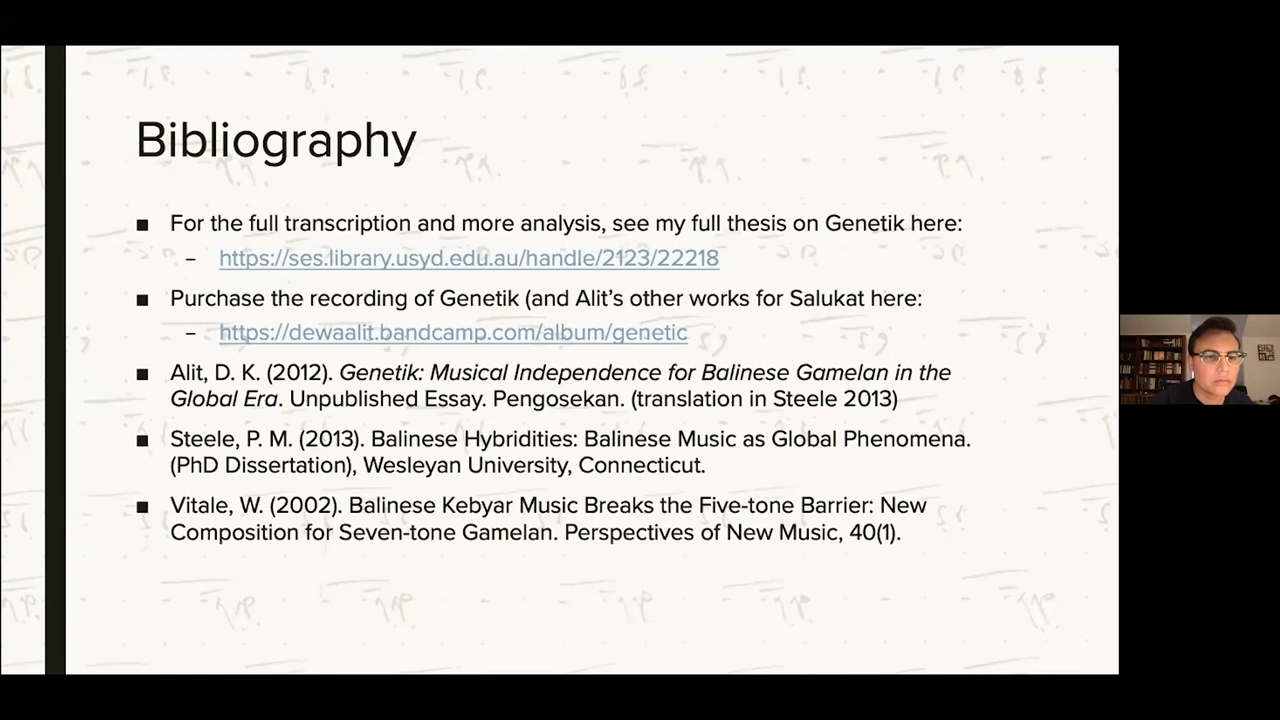 Bibliography
■ For the full transcription and more analysis, see my full thesis on Genetik here:
– https://ses.library.usyd.edu.au/handle/2123/22218
■ Purchase the recording of Genetik (and Alit’s other works for Salukat here:
– https://dewaalit.bandcamp.com/album/genetic
■ Alit, D. K. (2012). Genetik: Musical Independence for Balinese Gamelan in the
Global Era. Unpublished Essay. Pengosekan. (translation in Steele 2013)
■ Steele, P. M. (2013). Balinese Hybridities: Balinese Music as Global Phenomena.
(PhD Dissertation), Wesleyan University, Connecticut.
■ Vitale, W. (2002). Balinese Kebyar Music Breaks the Five-tone Barrier: New
Composition for Seven-tone Gamelan. Perspectives of New Music, 40(1).